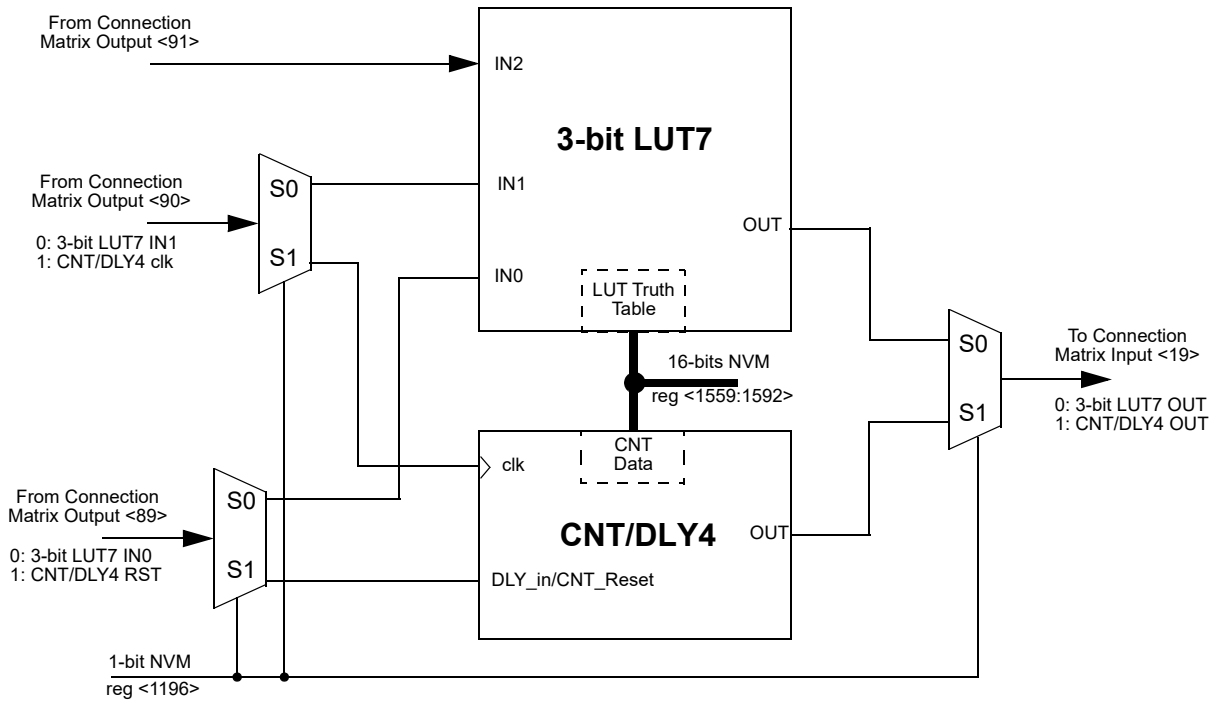 From Connection
Matrix Output <91>
IN2
3-bit LUT7
From Connection
Matrix Output <90>
0: 3-bit LUT7 IN1
1: CNT/DLY4 clk
S0
S1
IN1
IN0
OUT
LUT Truth
Table
16-bits NVM
reg <1559:1592>
S0
S1
To Connection
Matrix Input <19>
0: 3-bit LUT7 OUT
1: CNT/DLY4 OUT
CNT
Data
clk
CNT/DLY4
OUT
DLY_in/CNT_Reset
From Connection
Matrix Output <89>
0: 3-bit LUT7 IN0
1: CNT/DLY4 RST
S0
S1
1-bit NVM
reg <1196>